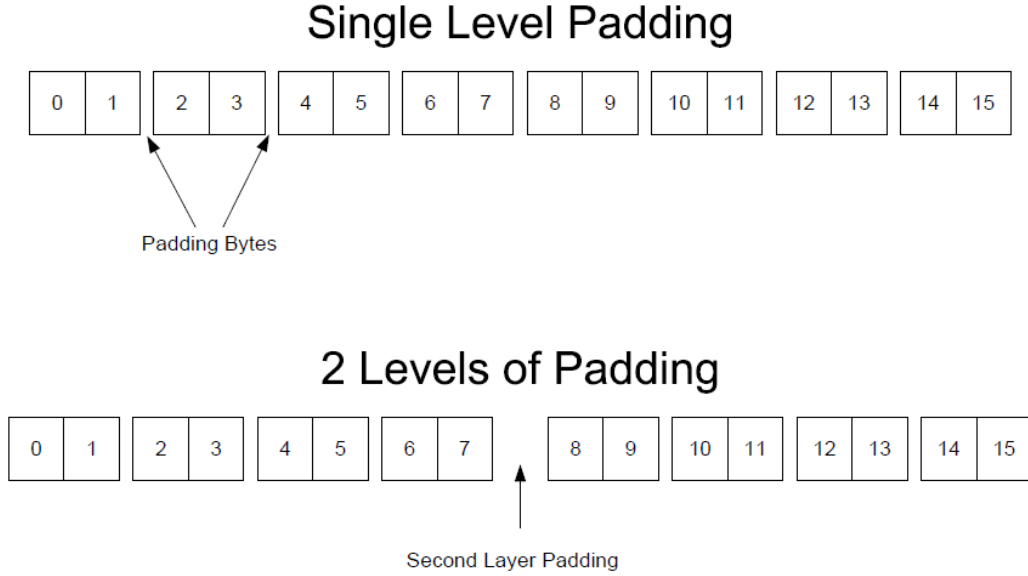 Single Level Padding
0 1 2 3 4 5 6 7 8 9 10 11 12 13 14 15
Padding Bytes
2 Levels of Padding
0 1 2 3 4 5 6 7 8 9 10 11 12 13 14 15
Second Layer Padding